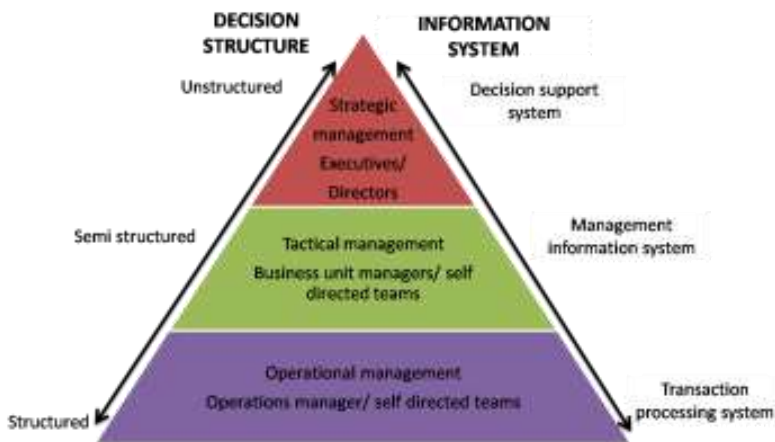 DECISION
STRUCTURE
INFORMATION
SYSTEM
Unstructured
Decision support
system
Strategic
management
Executives/
Directors
Semi structured
Tactical management
Business unit managers/ self
directed teams
Management
information system
Operational management
Operations manager/ self directed teams
Structured
Transaction
processing system